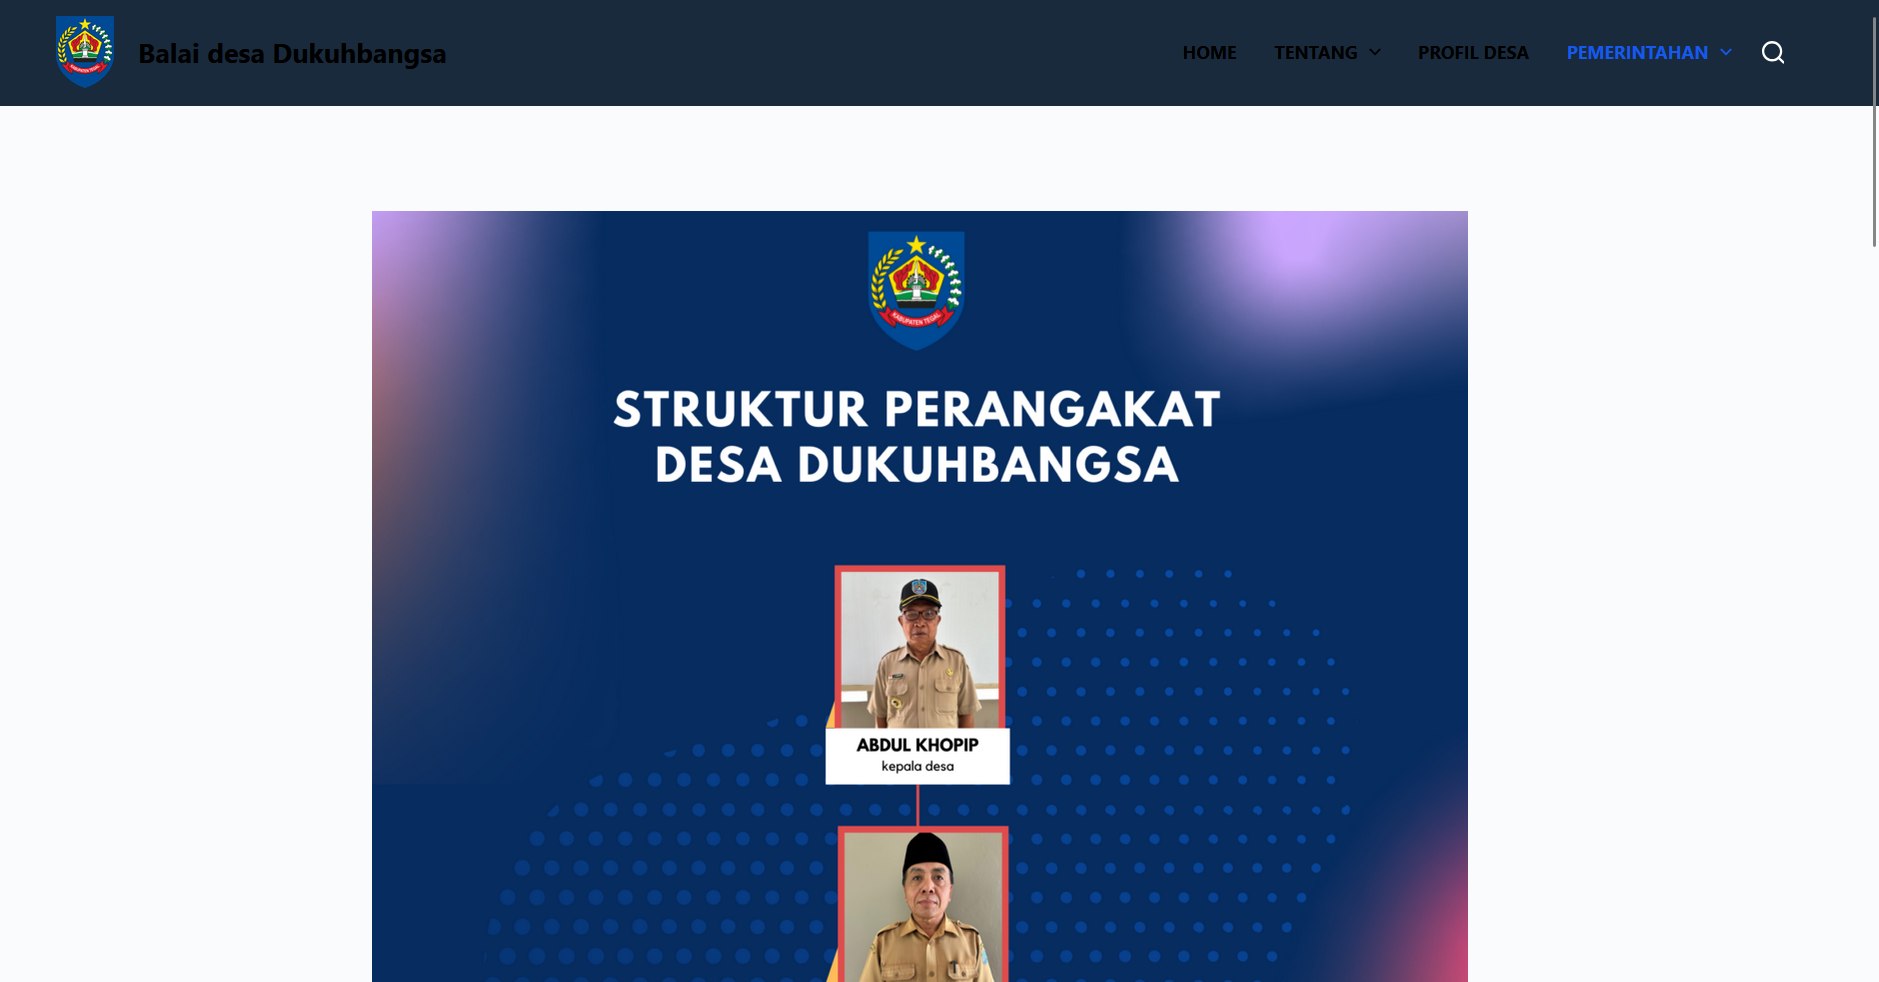 Balai desa Dukuhbangsa
HOME TENTANG PROFIL DESA PEMERINTAHAN
KABUPATEN TEGAL
STRUKTUR PERANGAKAT
DESA DUKUHBANGSA
ABDUL KHOPIP
kepala desa